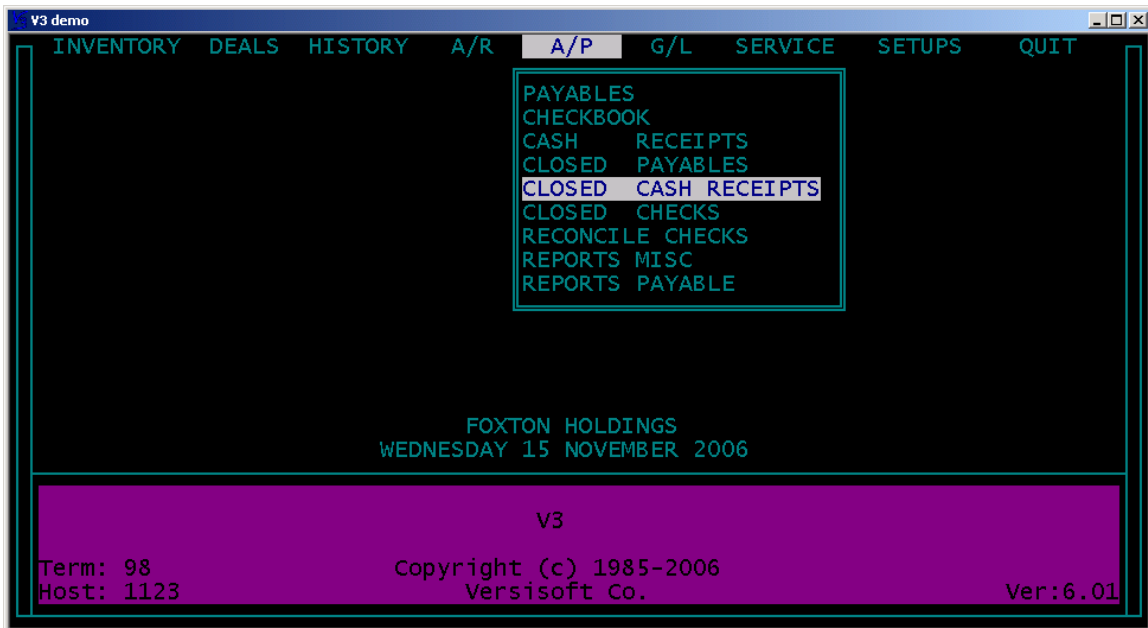 V3 demo
INVENTORY DEALS HISTORY A/R A/P G/L SERVICE SETUPS QUIT
PAYABLES
CHECKBOOK
CASH RECEIPTS
CLOSED PAYABLES
CLOSED CASH RECEIPTS
CLOSED CHECKS
RECONCILE CHECKS
REPORTS MISC
REPORTS PAYABLE
FOXTON HOLDINGS
WEDNESDAY 15 NOVEMBER 2006
V3
Term: 98 Copyright (c) 1985-2006
Host: 1123 Versisoft Co. Ver:6.01